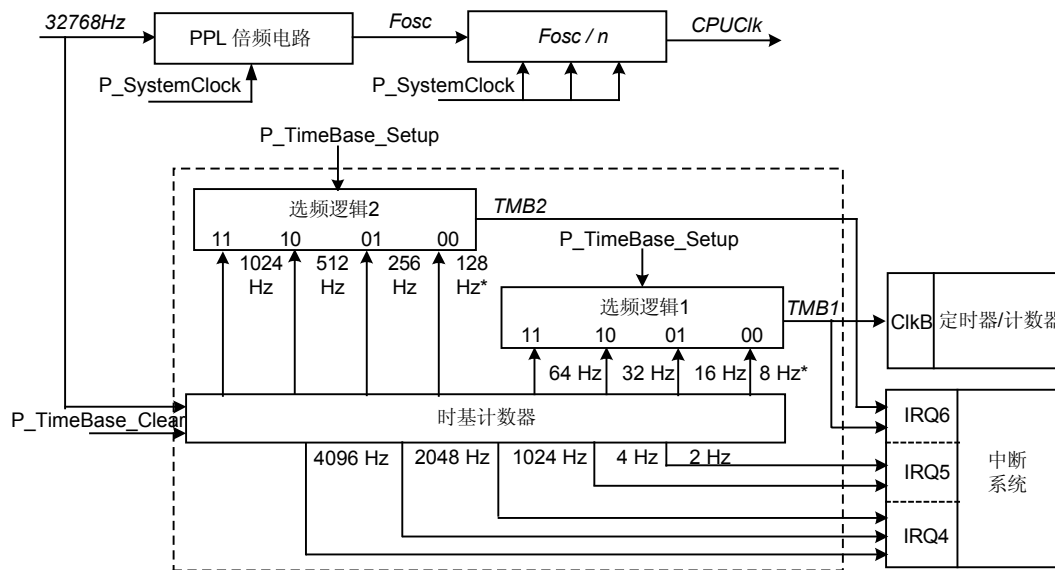 32768Hz
PPL 倍频电路
Fosc
Fosc / n
CPUClk
P_SystemClock
P_SystemClock
P_TimeBase_Setup
选频逻辑2
TMB2
11 10 01 00
1024 Hz
512 Hz
256 Hz
128 Hz*
P_TimeBase_Setup
选频逻辑1
TMB1
11 10 01 00
64 Hz
32 Hz
16 Hz
8 Hz*
ClkB
定时器/计数器
P_TimeBase_Clear
时基计数器
4096 Hz
2048 Hz
1024 Hz
4 Hz
2 Hz
IRQ6
IRQ5
IRQ4
中断
系统